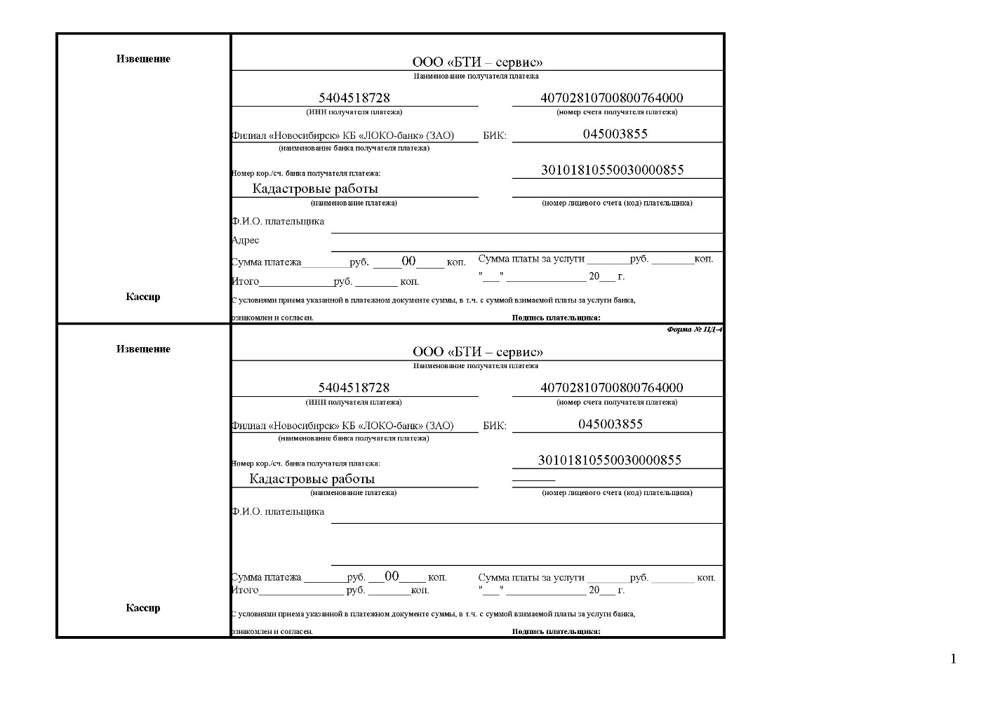 Извещение
ООО «БТИ – сервис»
Наименование получателя платежа
5404518728 40702810700800764000
(ИНН получателя платежа) (номер счета получателя платежа)
Филиал «Новосибирск» КБ «ЛОКО-банк» (ЗАО) БИК: 045003855
(наименование банка получателя платежа)
Номер кор./сч. банка получателя платежа: 30101810550030000855
Кадастровые работы
(наименование платежа) (номер лицевого счета (код) плательщика)
Ф.И.О. плательщика
Адрес
Сумма платежа_________руб. _____00_____ коп. Сумма платы за услуги ________руб. ________коп.
Итого______________руб. ________ коп. "___" _______________ 20___ г.
Кассир
С условиями приема указанной в платежном документе суммы, в т.ч. с суммой взимаемой платы за услуги банка,
ознакомлен и согласен. Подпись плательщика:
Форма № ПД-4
Извещение
ООО «БТИ – сервис»
Наименование получателя платежа
5404518728 40702810700800764000
(ИНН получателя платежа) (номер счета получателя платежа)
Филиал «Новосибирск» КБ «ЛОКО-банк» (ЗАО) БИК: 045003855
(наименование банка получателя платежа)
Номер кор./сч. банка получателя платежа: 30101810550030000855
Кадастровые работы ________
(наименование платежа) (номер лицевого счета (код) плательщика)
Ф.И.О. плательщика
Сумма платежа ________руб. ___00_____ коп. Сумма платы за услуги ________руб. ________ коп.
Итого________________ руб. ________коп. "___" _______________ 20___ г.
Кассир
С условиями приема указанной в платежном документе суммы, в т.ч. с суммой взимаемой платы за услуги банка,
ознакомлен и согласен. Подпись плательщика:
1